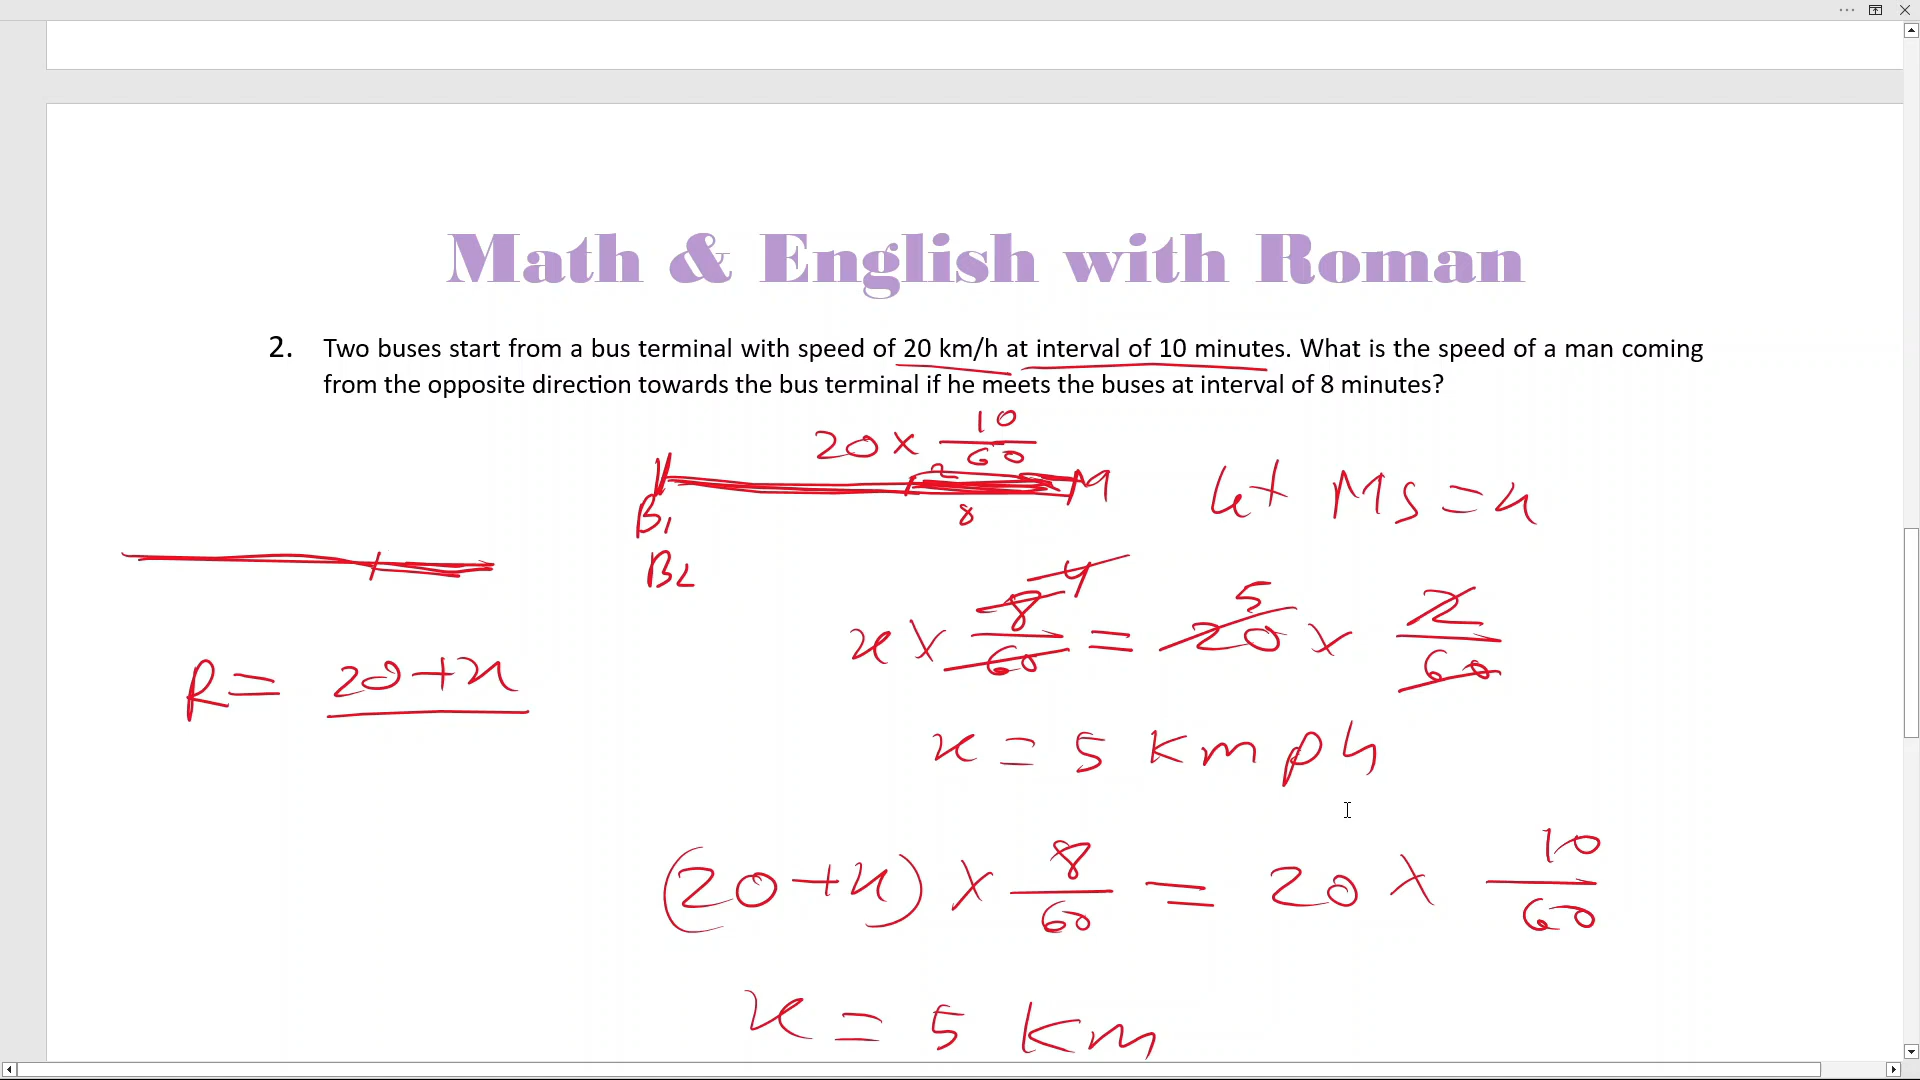 Math & English with Roman
2. Two buses start from a bus terminal with speed of 20 km/h at interval of 10 minutes. What is the speed of a man coming
from the opposite direction towards the bus terminal if he meets the buses at interval of 8 minutes?
20 × 10/60
2
M
8
B1
B2
let MS = x
x × 8/60 = 20 × 2/60
4
5
R = 20 + x
x = 5 kmph
(20 + x) × 8/60 = 20 × 10/60
x = 5 km